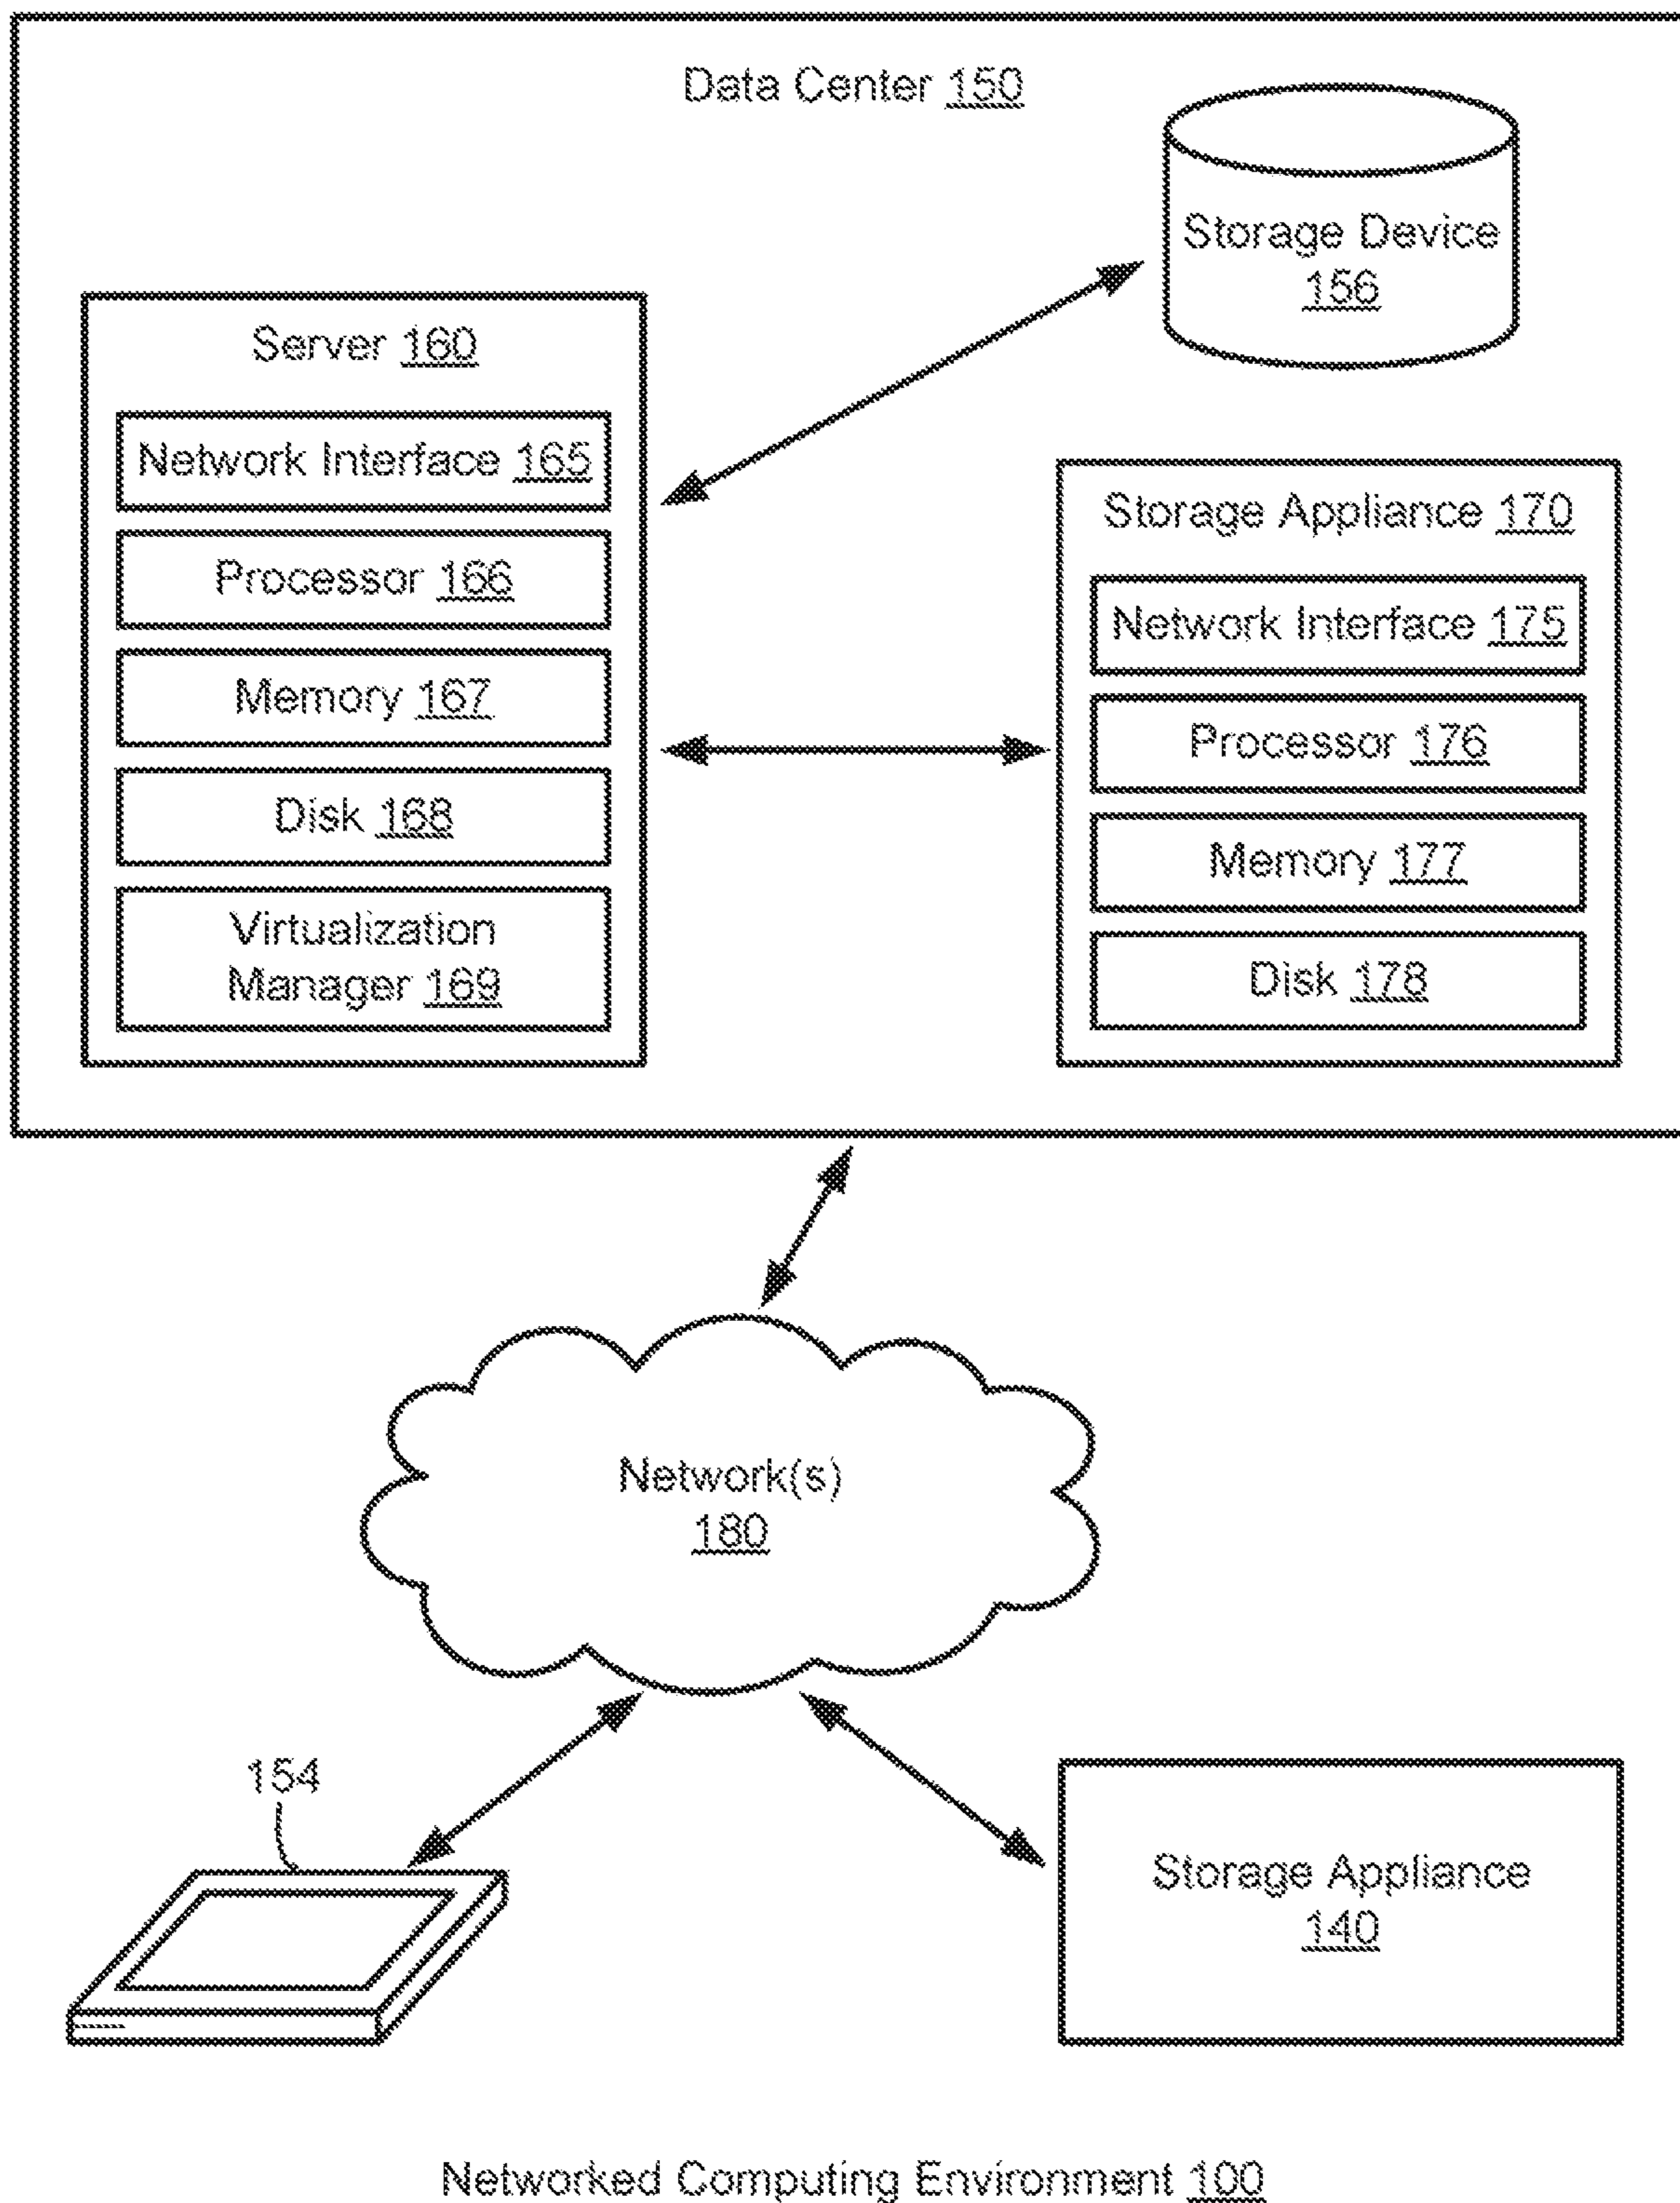 Data Center 150
Storage Device
156
Server 160
Network Interface 165
Processor 166
Memory 167
Disk 168
Virtualization
Manager 169
Storage Appliance 170
Network Interface 175
Processor 176
Memory 177
Disk 178
Network(s)
180
154
Storage Appliance
140
Networked Computing Environment 100